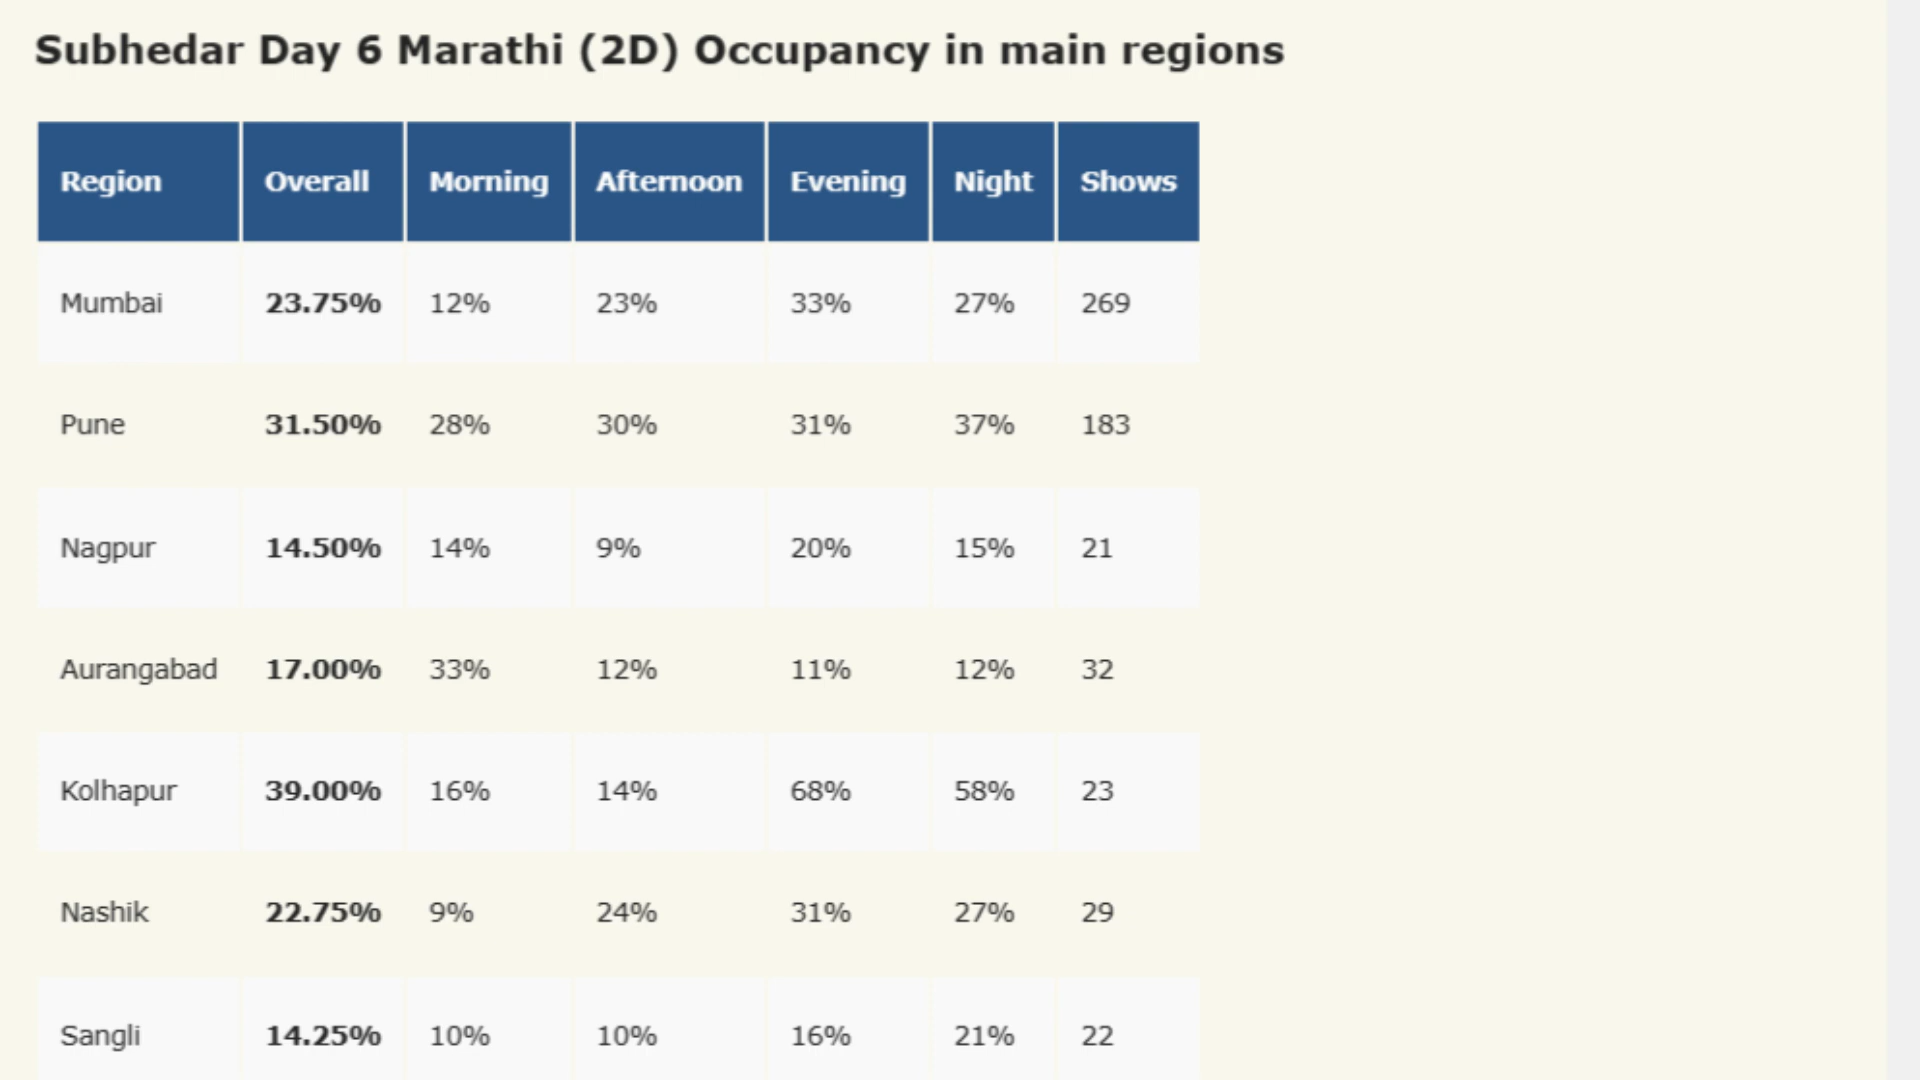 Subhedar Day 6 Marathi (2D) Occupancy in main regions
Region Overall Morning Afternoon Evening Night Shows
Mumbai 23.75% 12% 23% 33% 27% 269
Pune 31.50% 28% 30% 31% 37% 183
Nagpur 14.50% 14% 9% 20% 15% 21
Aurangabad 17.00% 33% 12% 11% 12% 32
Kolhapur 39.00% 16% 14% 68% 58% 23
Nashik 22.75% 9% 24% 31% 27% 29
Sangli 14.25% 10% 10% 16% 21% 22